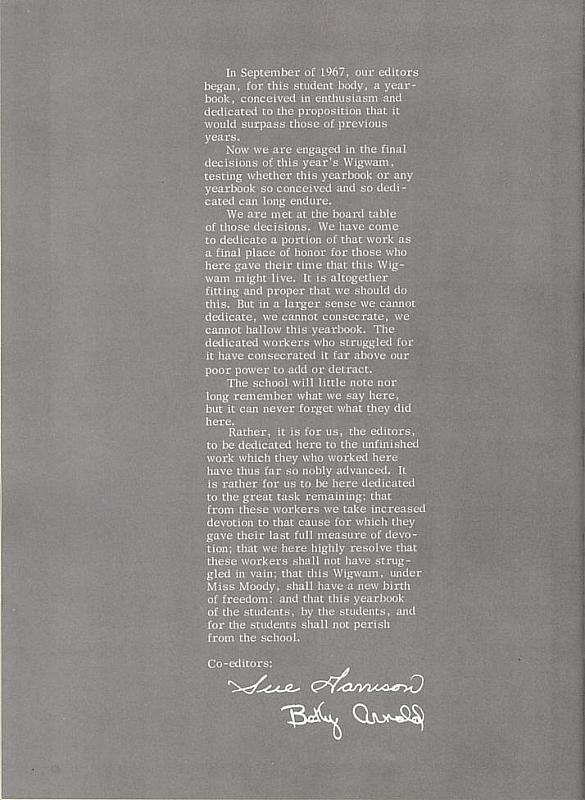 In September of 1967, our editors
began, for this student body, a year-
book, conceived in enthusiasm and
dedicated to the proposition that it
would surpass those of previous
years.
Now we are engaged in the final
decisions of this year's Wigwam,
testing whether this yearbook or any
yearbook so conceived and so dedi-
cated can long endure.
We are met at the board table
of those decisions. We have come
to dedicate a portion of that work as
a final place of honor for those who
here gave their time that this Wig-
wam might live. It is altogether
fitting and proper that we should do
this. But in a larger sense we cannot
dedicate, we cannot consecrate, we
cannot hallow this yearbook. The
dedicated workers who struggled for
it have consecrated it far above our
poor power to add or detract.
The school will little note nor
long remember what we say here,
but it can never forget what they did
here.
Rather, it is for us, the editors,
to be dedicated here to the unfinished
work which they who worked here
have thus far so nobly advanced. It
is rather for us to be here dedicated
to the great task remaining; that
from these workers we take increased
devotion to that cause for which they
gave their last full measure of devo-
tion; that we here highly resolve that
these workers shall not have strug-
gled in vain; that this Wigwam, under
Miss Moody, shall have a new birth
of freedom; and that this yearbook
of the students, by the students, and
for the students shall not perish
from the school.
Co-editors:
Sue Harrison
Betty Arnold